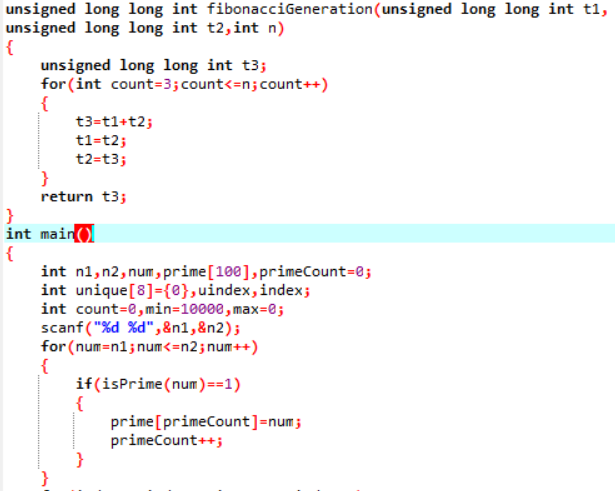 unsigned long long int fibonacciGeneration(unsigned long long int t1,
unsigned long long int t2,int n)
{
    unsigned long long int t3;
    for(int count=3;count<=n;count++)
    {
        t3=t1+t2;
        t1=t2;
        t2=t3;
    }
    return t3;
}
int main()
{
    int n1,n2,num,prime[100],primeCount=0;
    int unique[8]={0},uindex,index;
    int count=0,min=10000,max=0;
    scanf("%d %d",&n1,&n2);
    for(num=n1;num<=n2;num++)
    {
        if(isPrime(num)==1)
        {
            prime[primeCount]=num;
            primeCount++;
        }
    }